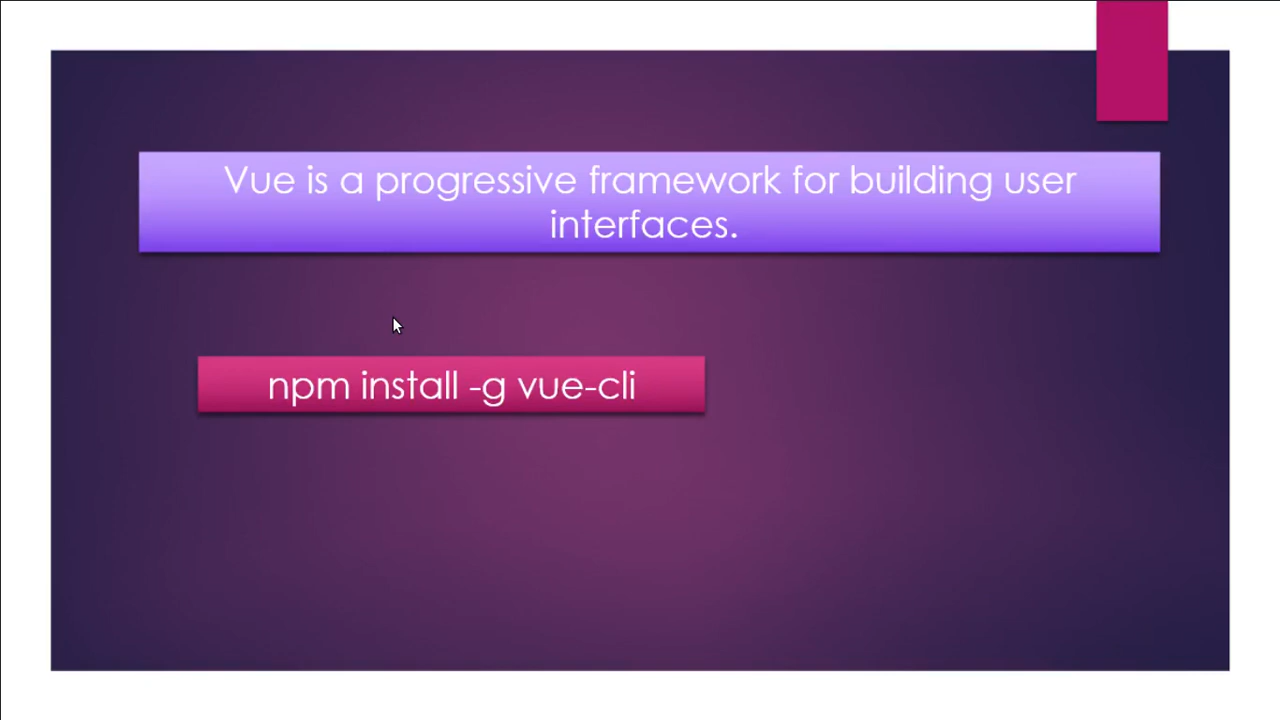 Vue is a progressive framework for building user
interfaces.
npm install -g vue-cli